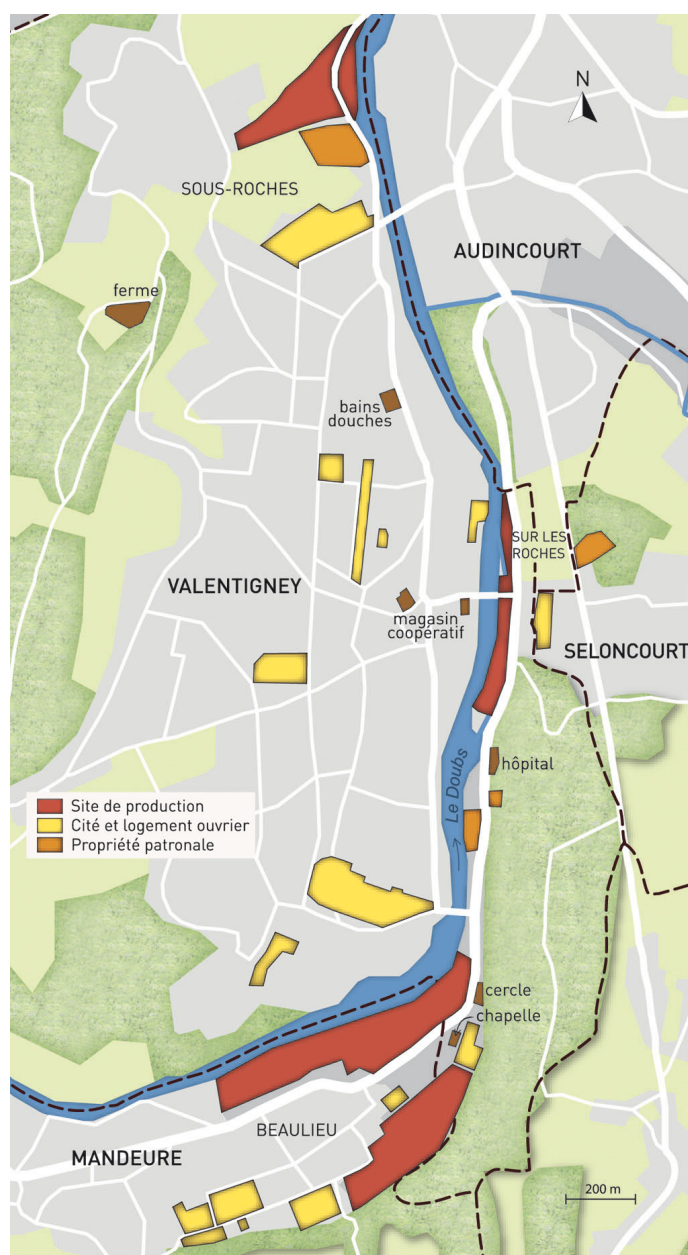 N
SOUS-ROCHES
AUDINCOURT
ferme
bains
douches
SUR LES
ROCHES
VALENTIGNEY
magasin
coopératif
SELONCOURT
hôpital
Le Doubs
Site de production
Cité et logement ouvrier
Propriété patronale
cercle
chapelle
BEAULIEU
MANDEURE
200 m